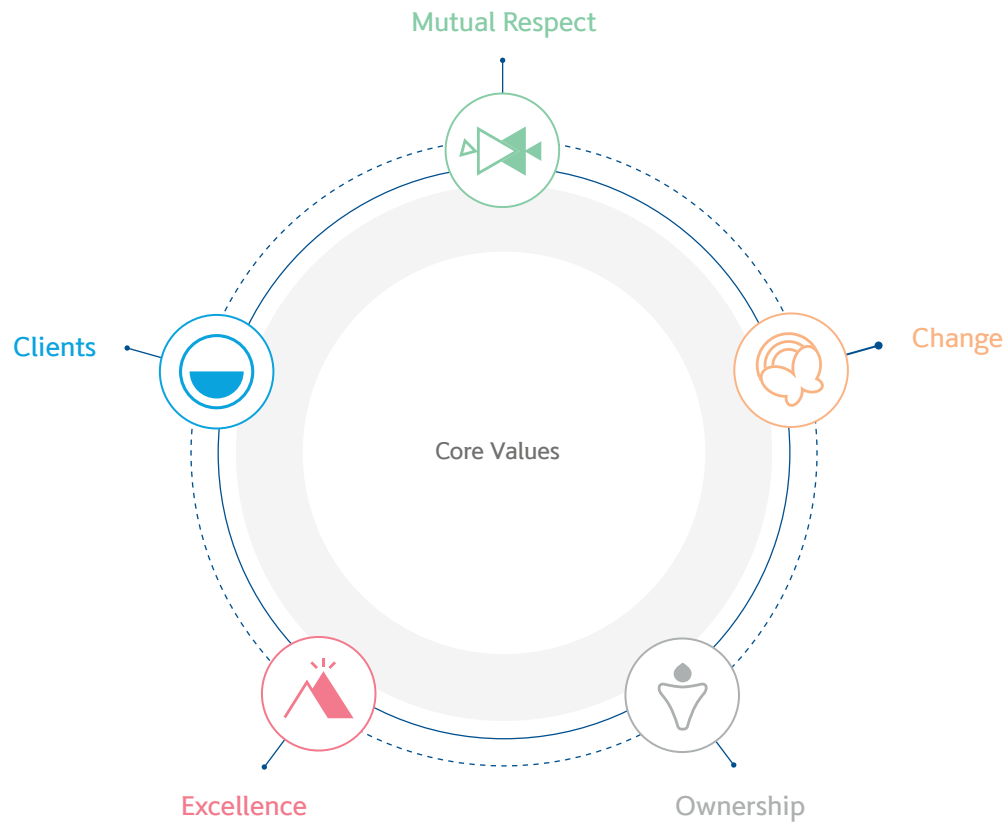 Mutual Respect
Clients
Change
Core Values
Excellence
Ownership